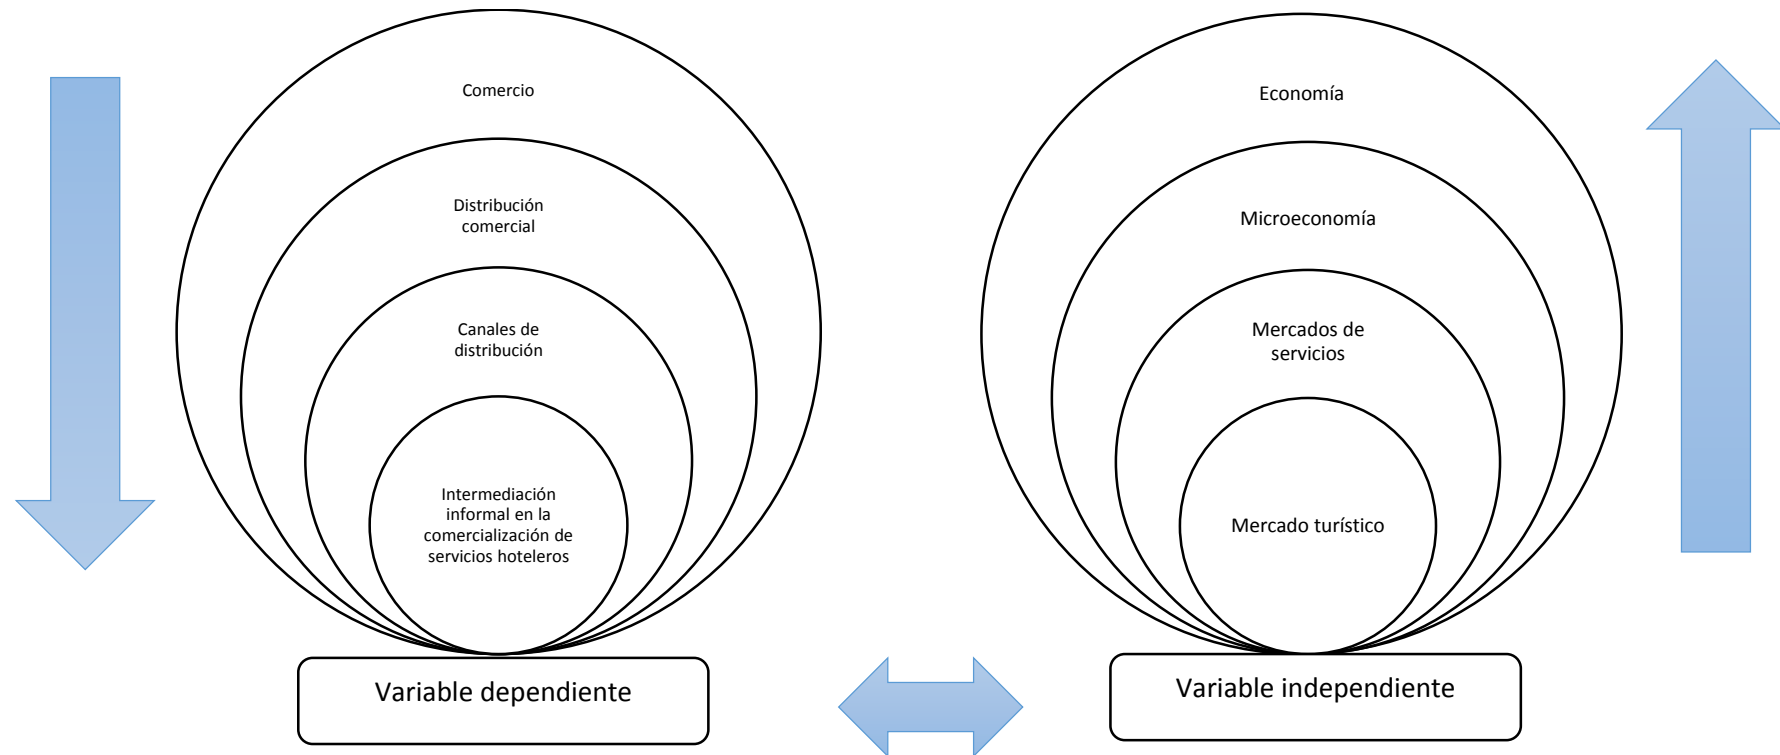 Comercio
Distribución
comercial
Canales de
distribución
Intermediación
informal en la
comercialización de
servicios hoteleros
Variable dependiente
Economía
Microeconomía
Mercados de
servicios
Mercado turístico
Variable independiente